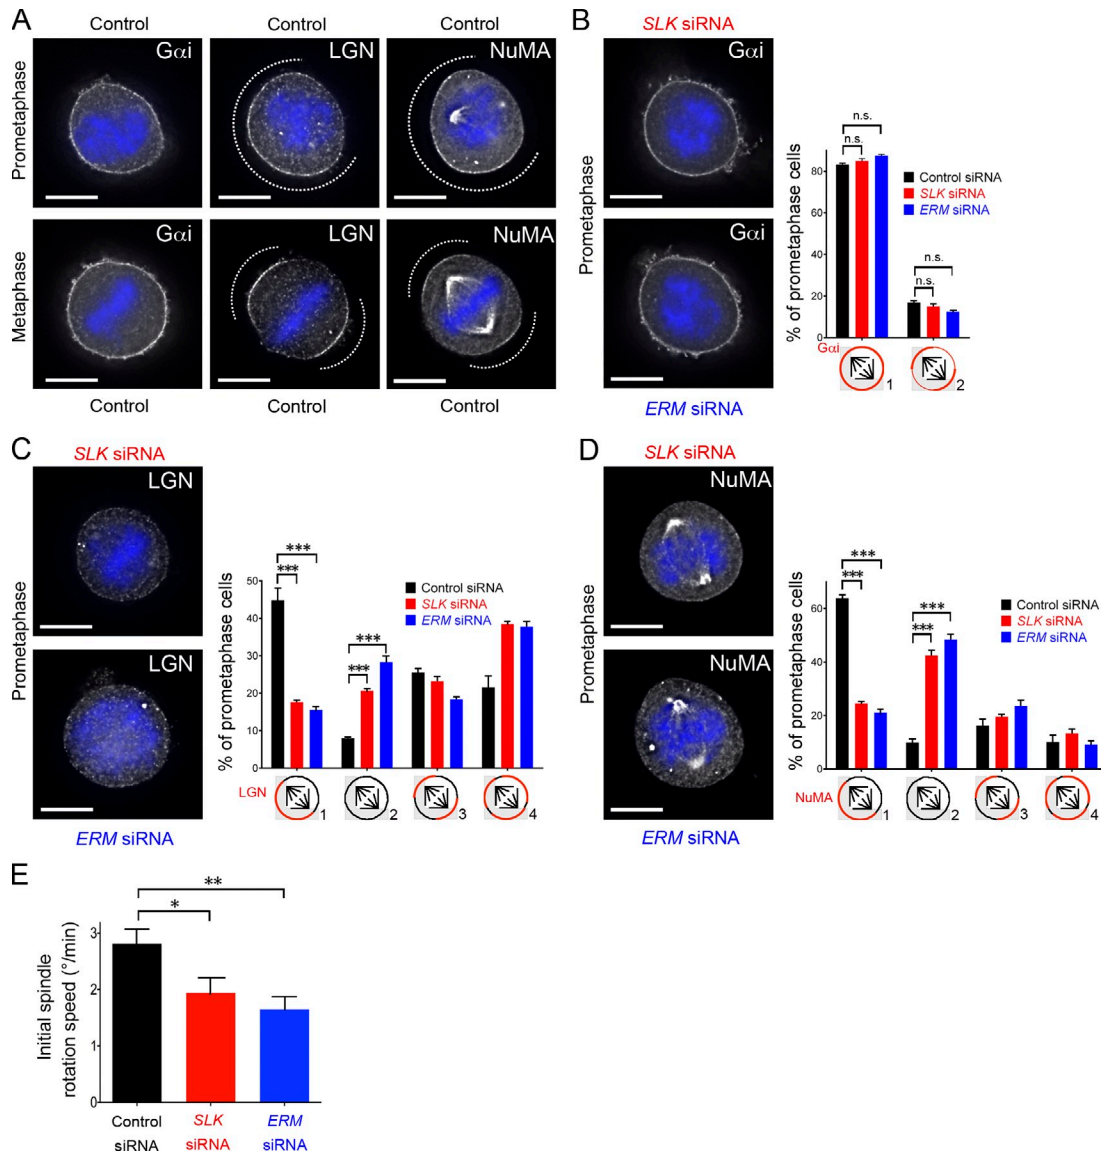 A
Control
Control
Control
Prometaphase
Gαi
LGN
NuMA
Metaphase
Gαi
LGN
NuMA
Control
Control
Control
B
SLK siRNA
Prometaphase
Gαi
Gαi
ERM siRNA
% of prometaphase cells
80
60
40
20
0
n.s.
n.s.
n.s.
n.s.
Control siRNA
SLK siRNA
ERM siRNA
Gαi
1
2
C
SLK siRNA
Prometaphase
LGN
LGN
ERM siRNA
% of prometaphase cells
50
40
30
20
10
0
***
***
***
***
Control siRNA
SLK siRNA
ERM siRNA
LGN
1
2
3
4
D
SLK siRNA
Prometaphase
NuMA
NuMA
ERM siRNA
% of prometaphase cells
60
40
20
0
***
***
***
***
Control siRNA
SLK siRNA
ERM siRNA
NuMA
1
2
3
4
E
Initial spindle
rotation speed (°/min)
3
2
1
0
**
*
Control
siRNA
SLK
siRNA
ERM
siRNA